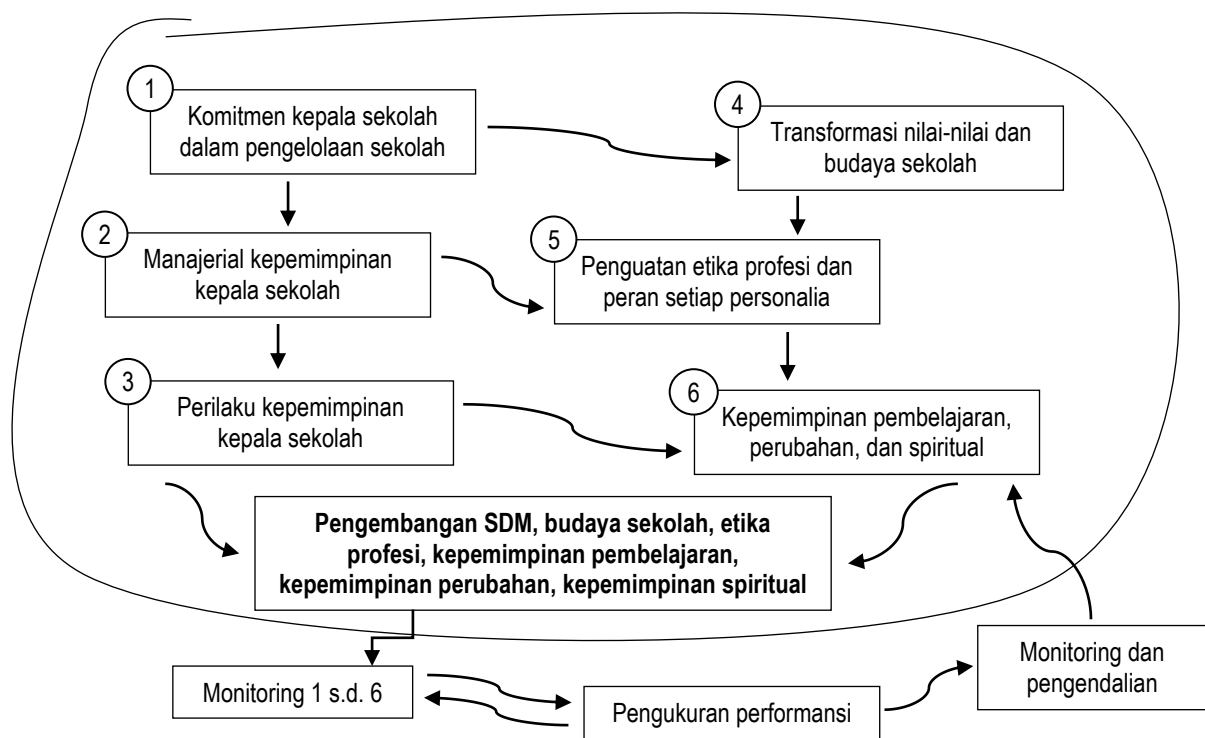 1
Komitmen kepala sekolah
dalam pengelolaan sekolah
4
Transformasi nilai-nilai dan
budaya sekolah
2
Manajerial kepemimpinan
kepala sekolah
5
Penguatan etika profesi dan
peran setiap personalia
3
Perilaku kepemimpinan
kepala sekolah
6
Kepemimpinan pembelajaran,
perubahan, dan spiritual
Pengembangan SDM, budaya sekolah, etika
profesi, kepemimpinan pembelajaran,
kepemimpinan perubahan, kepemimpinan spiritual
Monitoring 1 s.d. 6
Pengukuran performansi
Monitoring dan
pengendalian